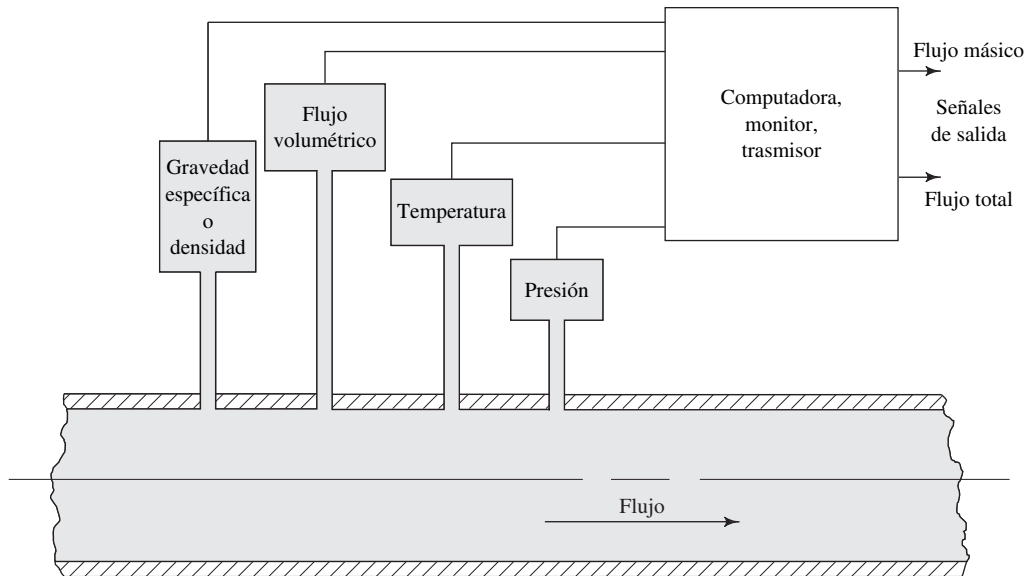 Flujo másico
Flujo
volumétrico
Computadora,
monitor,
trasmisor
Señales
de salida
Gravedad
específica
o
densidad
Temperatura
Flujo total
Presión
Flujo